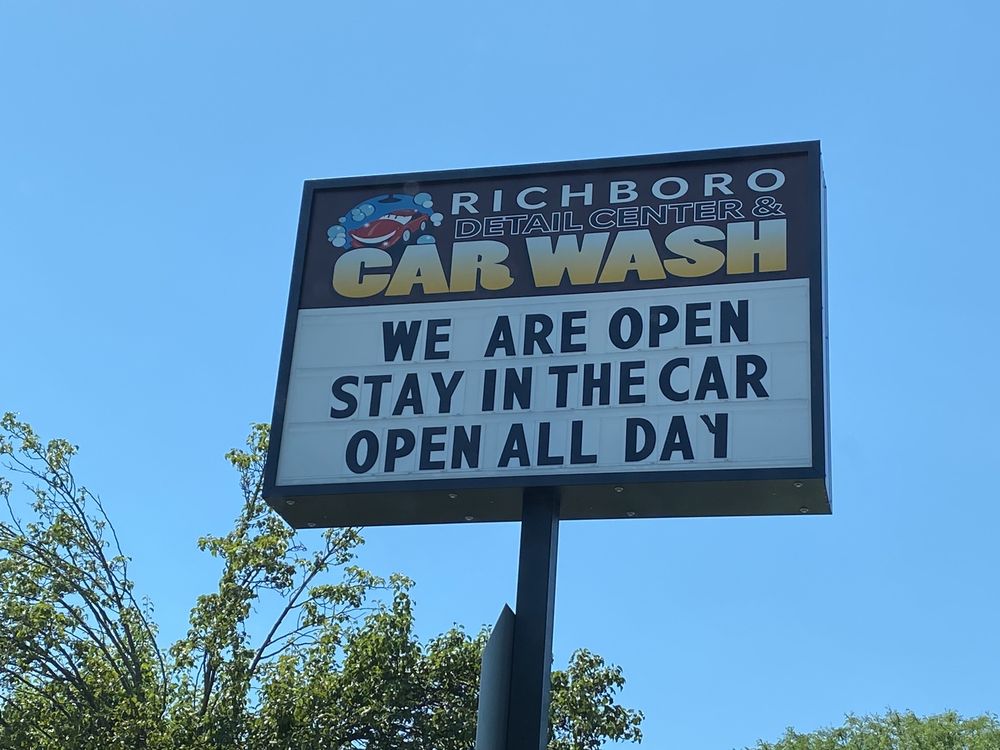 RICHBORO
DETAIL CENTER &
CAR WASH
WE ARE OPEN
STAY IN THE CAR
OPEN ALL DAY